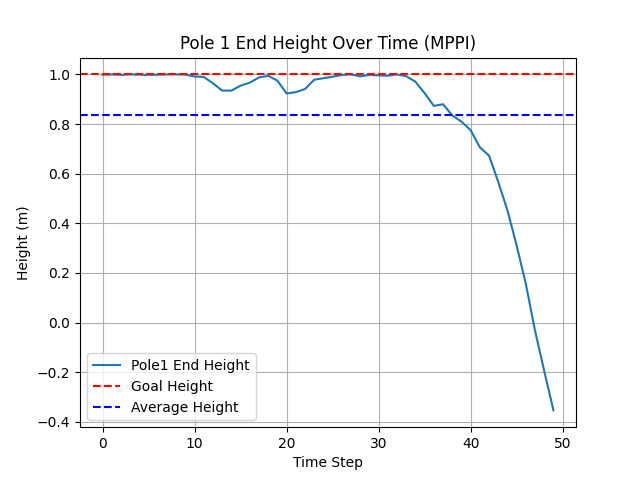 Pole 1 End Height Over Time (MPPI)
Height (m)
1.0
0.8
0.6
0.4
0.2
0.0
−0.2
−0.4
Pole1 End Height
Goal Height
Average Height
0 10 20 30 40 50
Time Step